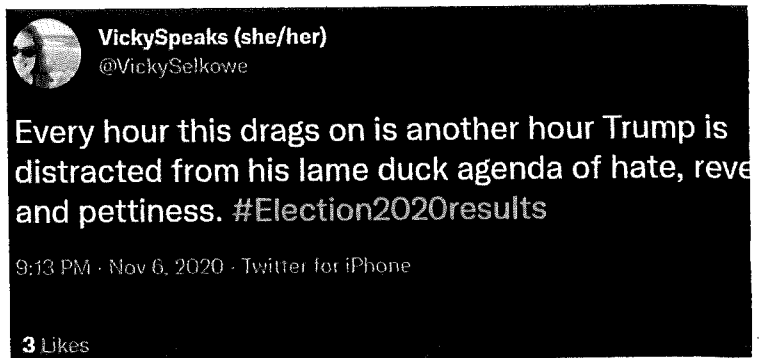 VickySpeaks (she/her)
@VickySelkowe
Every hour this drags on is another hour Trump is
distracted from his lame duck agenda of hate, reve
and pettiness. #Election2020results
9:13 PM · Nov 6, 2020 · Twitter for iPhone
3 Likes